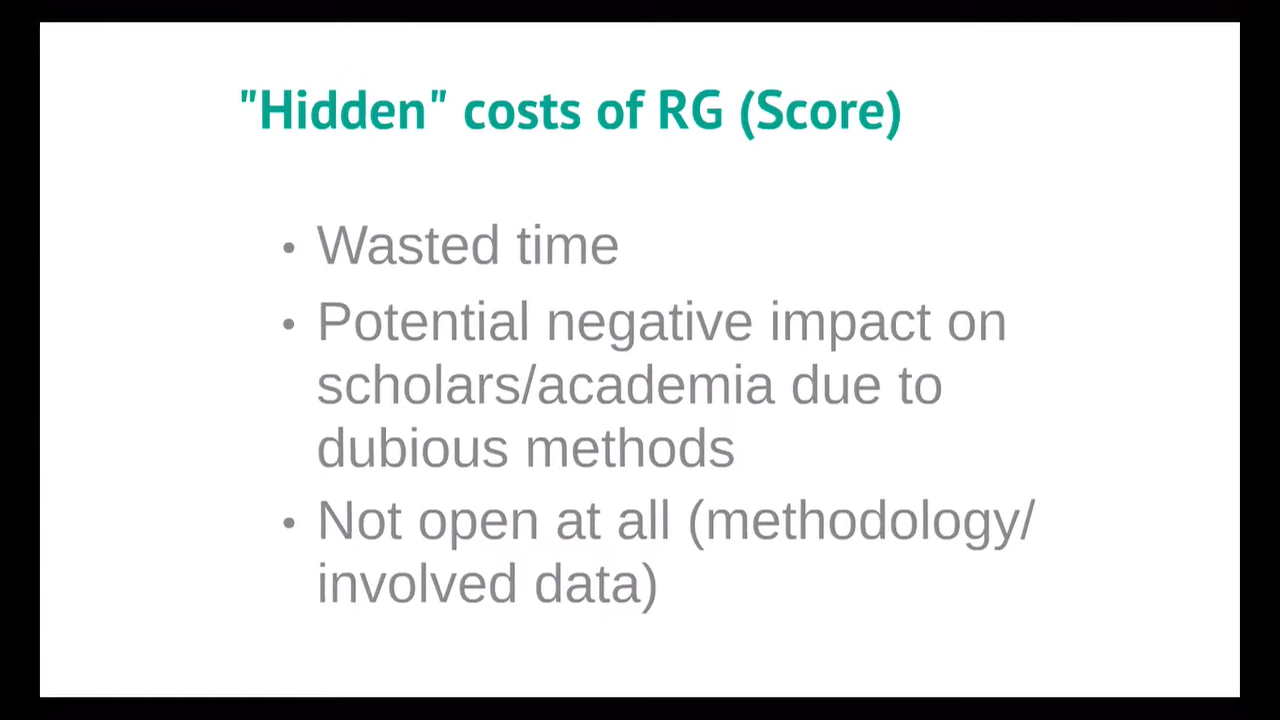 "Hidden" costs of RG (Score)
• Wasted time
• Potential negative impact on
scholars/academia due to
dubious methods
• Not open at all (methodology/
involved data)